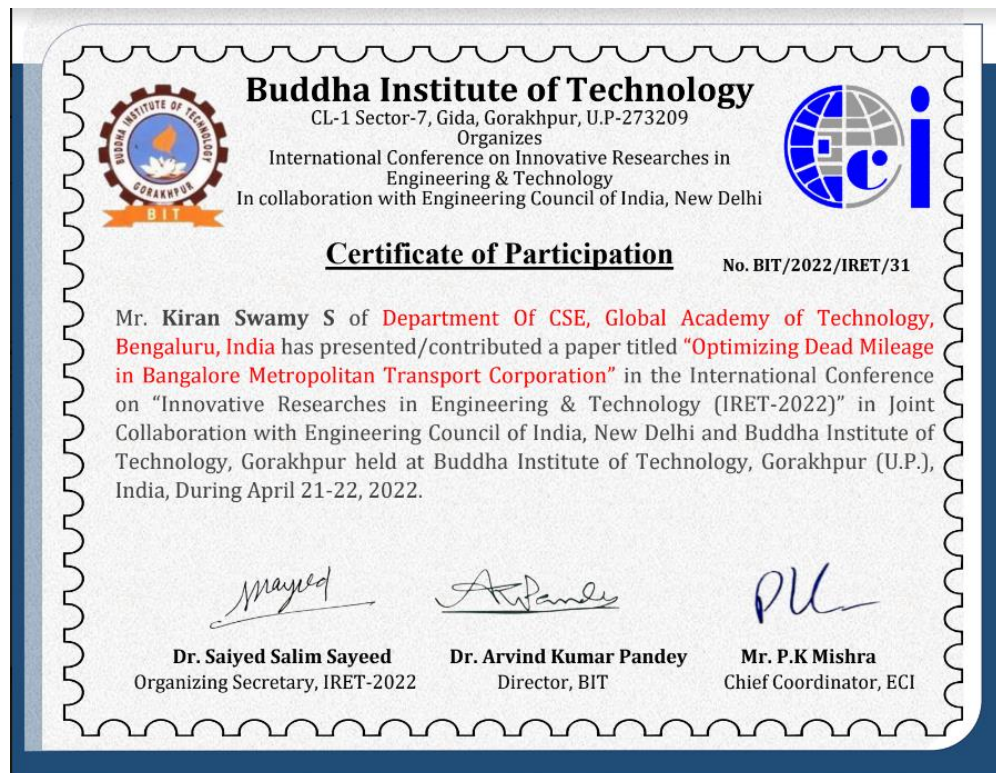 Buddha Institute of Technology
CL-1 Sector-7, Gida, Gorakhpur, U.P-273209
Organizes
International Conference on Innovative Researches in
Engineering & Technology
In collaboration with Engineering Council of India, New Delhi
BUDDHA INSTITUTE OF TECHNOLOGY
GORAKHPUR
BIT
eci
Certificate of Participation
No. BIT/2022/IRET/31
Mr. Kiran Swamy S of Department Of CSE, Global Academy of Technology,
Bengaluru, India has presented/contributed a paper titled “Optimizing Dead Mileage
in Bangalore Metropolitan Transport Corporation” in the International Conference
on “Innovative Researches in Engineering & Technology (IRET-2022)” in Joint
Collaboration with Engineering Council of India, New Delhi and Buddha Institute of
Technology, Gorakhpur held at Buddha Institute of Technology, Gorakhpur (U.P.),
India, During April 21-22, 2022.
Dr. Saiyed Salim Sayeed
Organizing Secretary, IRET-2022
Dr. Arvind Kumar Pandey
Director, BIT
Mr. P.K Mishra
Chief Coordinator, ECI